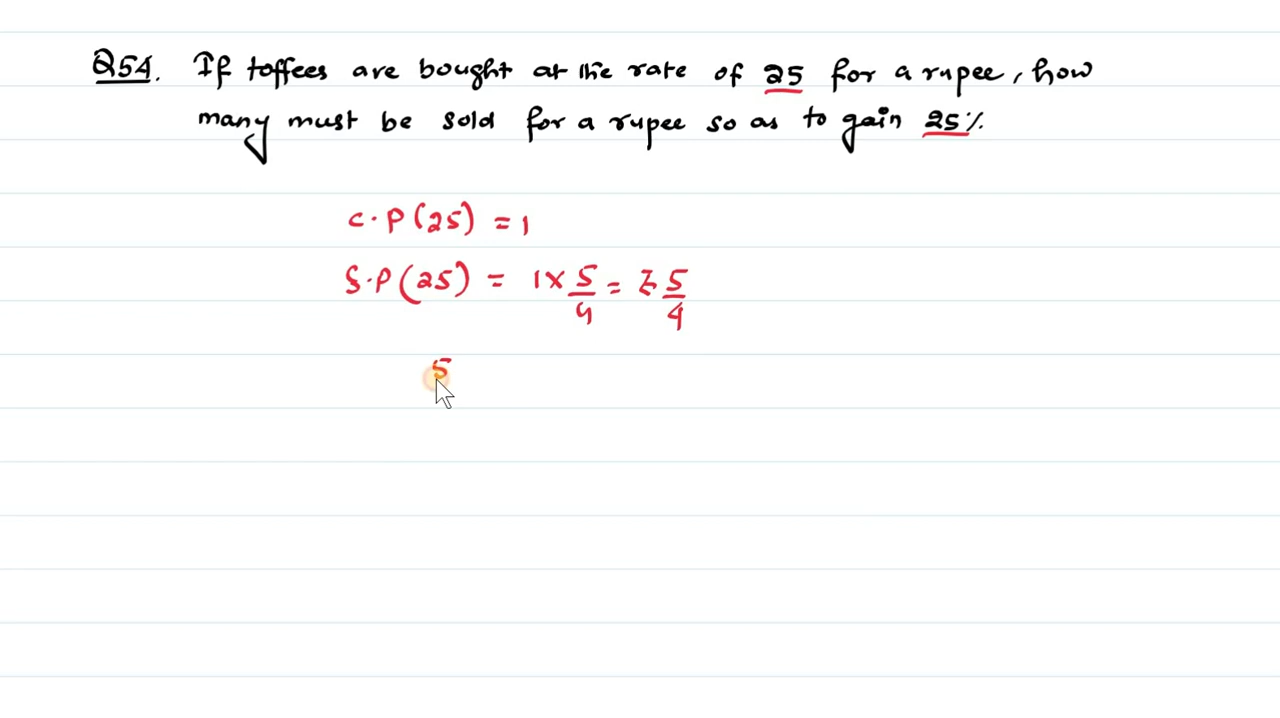 Q54. If toffees are bought at the rate of 25 for a rupee, how
many must be sold for a rupee so as to gain 25%.
C.P(25) = 1
S.P(25) = 1 × 5/4 = ₹ 5/4
5